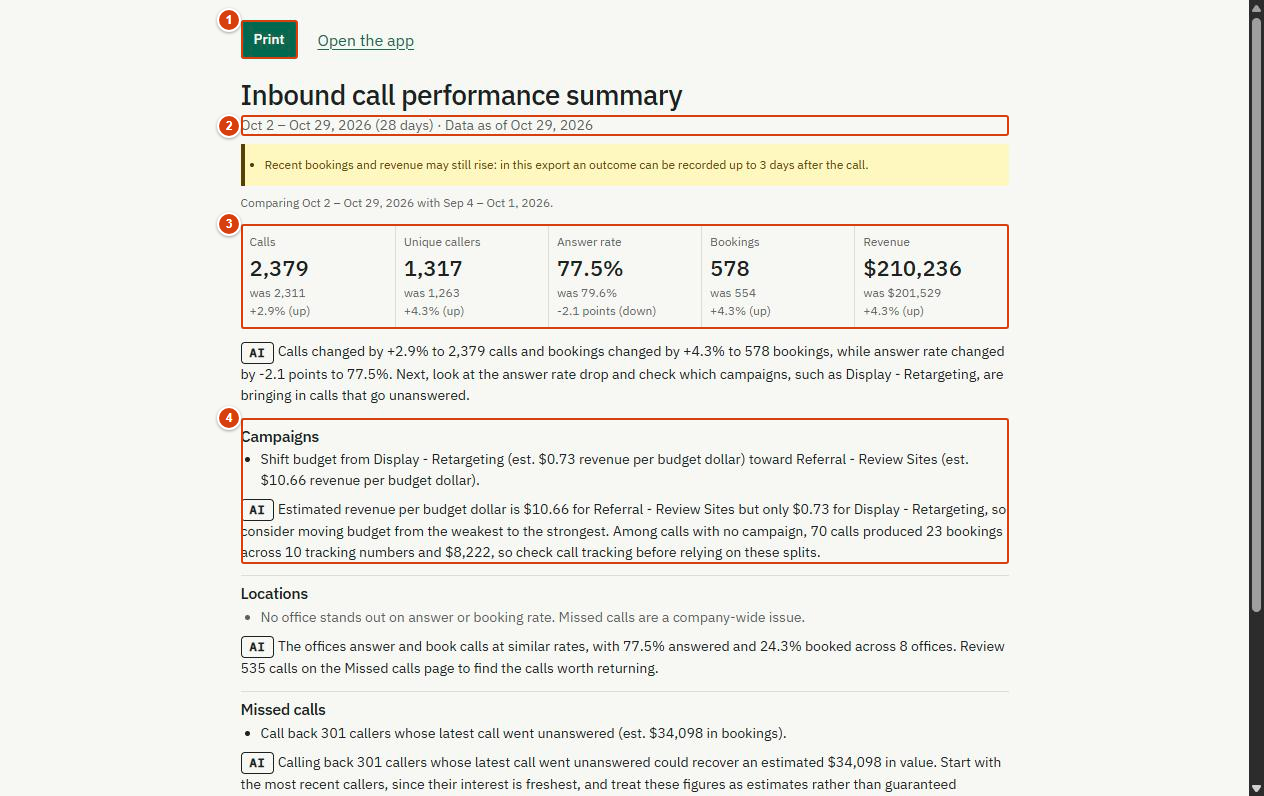 1
Print
Open the app
Inbound call performance summary
2
Oct 2 – Oct 29, 2026 (28 days) · Data as of Oct 29, 2026
• Recent bookings and revenue may still rise: in this export an outcome can be recorded up to 3 days after the call.
Comparing Oct 2 – Oct 29, 2026 with Sep 4 – Oct 1, 2026.
3
Calls
2,379
was 2,311
+2.9% (up)
Unique callers
1,317
was 1,263
+4.3% (up)
Answer rate
77.5%
was 79.6%
-2.1 points (down)
Bookings
578
was 554
+4.3% (up)
Revenue
$210,236
was $201,529
+4.3% (up)
AI Calls changed by +2.9% to 2,379 calls and bookings changed by +4.3% to 578 bookings, while answer rate changed
by -2.1 points to 77.5%. Next, look at the answer rate drop and check which campaigns, such as Display - Retargeting, are
bringing in calls that go unanswered.
4
Campaigns
• Shift budget from Display - Retargeting (est. $0.73 revenue per budget dollar) toward Referral - Review Sites (est.
$10.66 revenue per budget dollar).
AI Estimated revenue per budget dollar is $10.66 for Referral - Review Sites but only $0.73 for Display - Retargeting, so
consider moving budget from the weakest to the strongest. Among calls with no campaign, 70 calls produced 23 bookings
across 10 tracking numbers and $8,222, so check call tracking before relying on these splits.
Locations
• No office stands out on answer or booking rate. Missed calls are a company-wide issue.
AI The offices answer and book calls at similar rates, with 77.5% answered and 24.3% booked across 8 offices. Review
535 calls on the Missed calls page to find the calls worth returning.
Missed calls
• Call back 301 callers whose latest call went unanswered (est. $34,098 in bookings).
AI Calling back 301 callers whose latest call went unanswered could recover an estimated $34,098 in value. Start with
the most recent callers, since their interest is freshest, and treat these figures as estimates rather than guaranteed